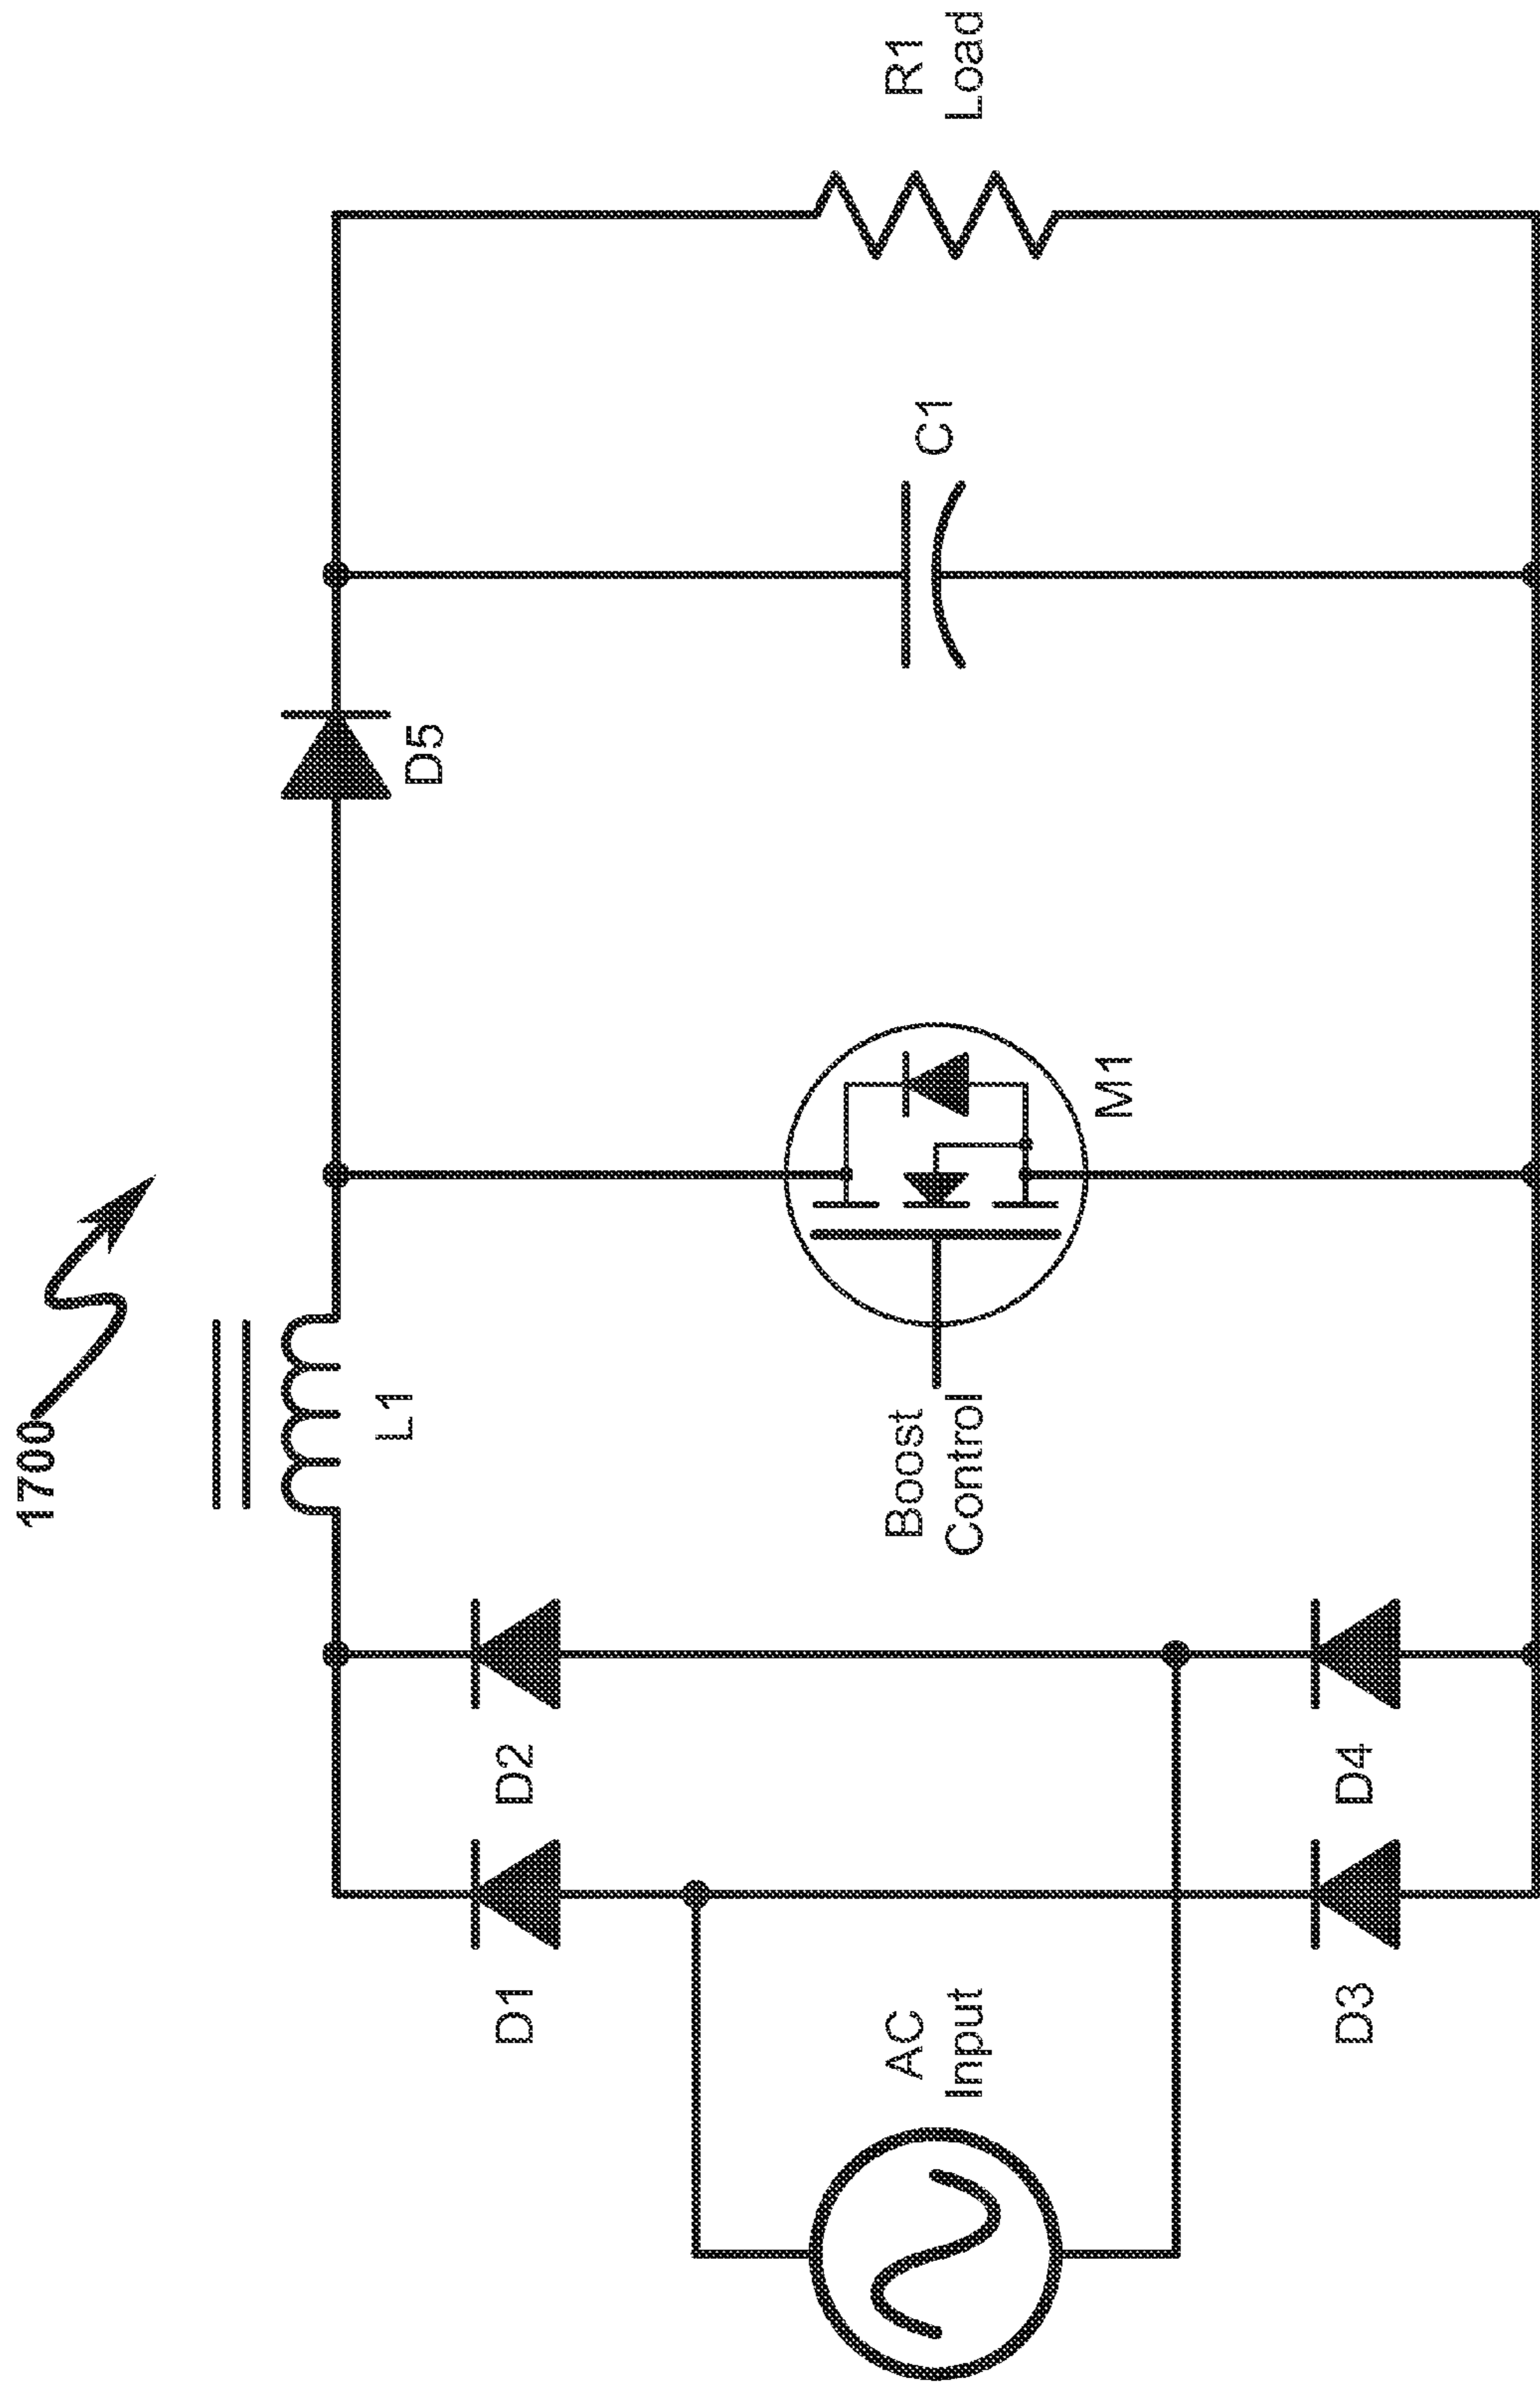 1700
L1
D5
D1
D2
AC
Input
Boost
Control
M1
C1
R1
Load
D3
D4